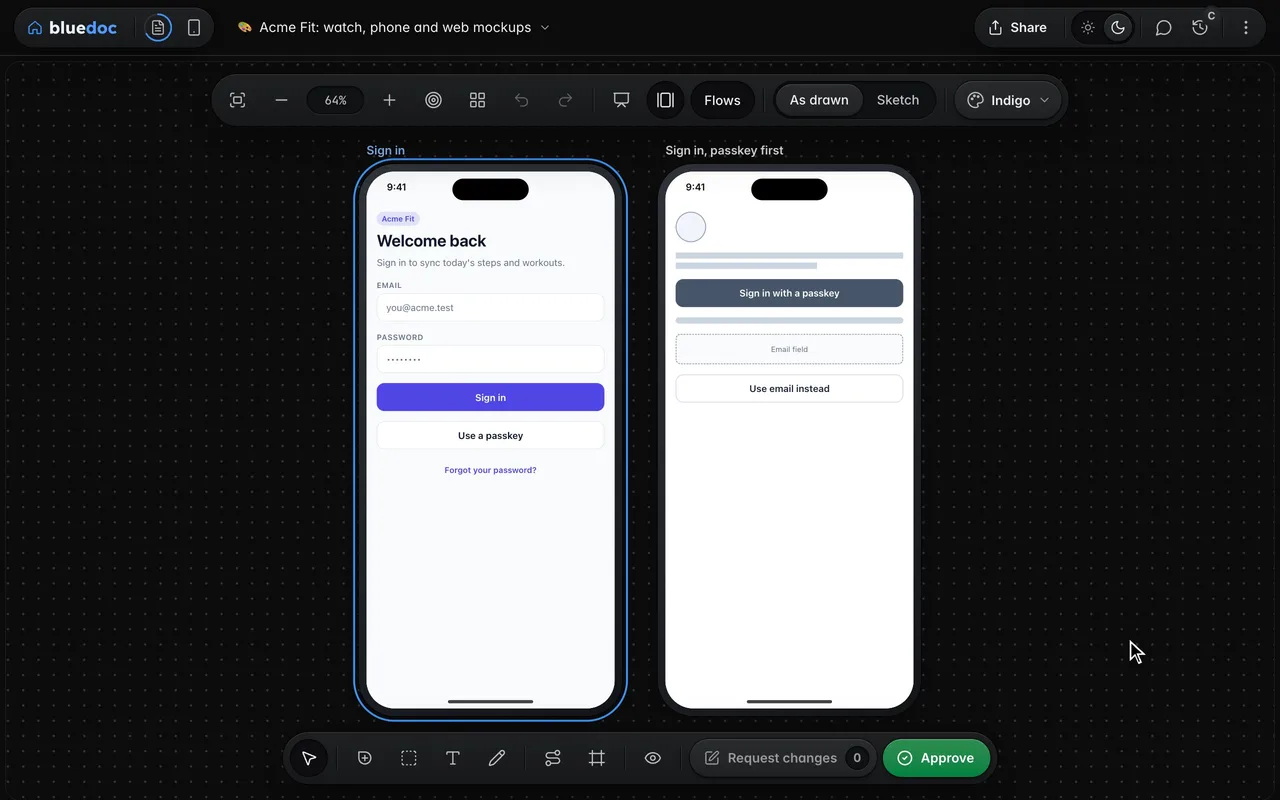 bluedoc
Acme Fit: watch, phone and web mockups
Share
C
64%
Flows
As drawn
Sketch
Indigo
Sign in
9:41
Acme Fit
Welcome back
Sign in to sync today's steps and workouts.
EMAIL
you@acme.test
PASSWORD
Sign in
Use a passkey
Forgot your password?
Sign in, passkey first
9:41
Sign in with a passkey
Email field
Use email instead
Request changes 0
Approve